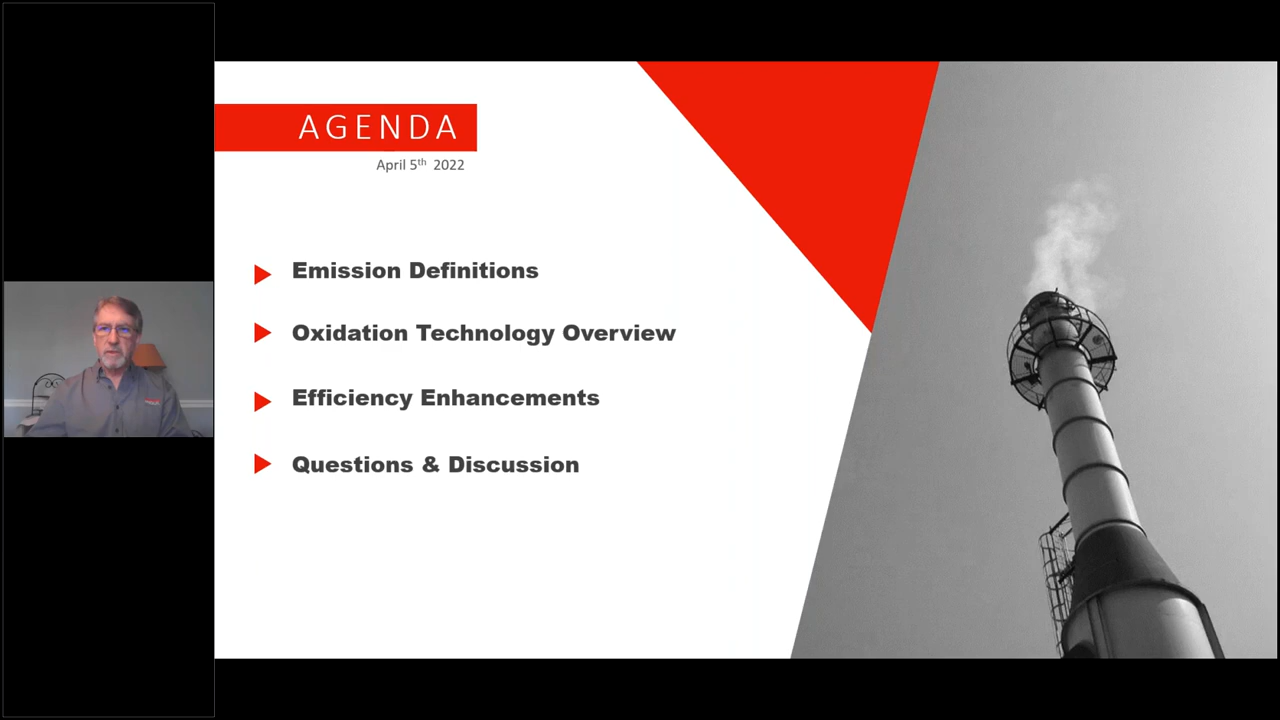 AGENDA
April 5th 2022
Emission Definitions
Oxidation Technology Overview
Efficiency Enhancements
Questions & Discussion